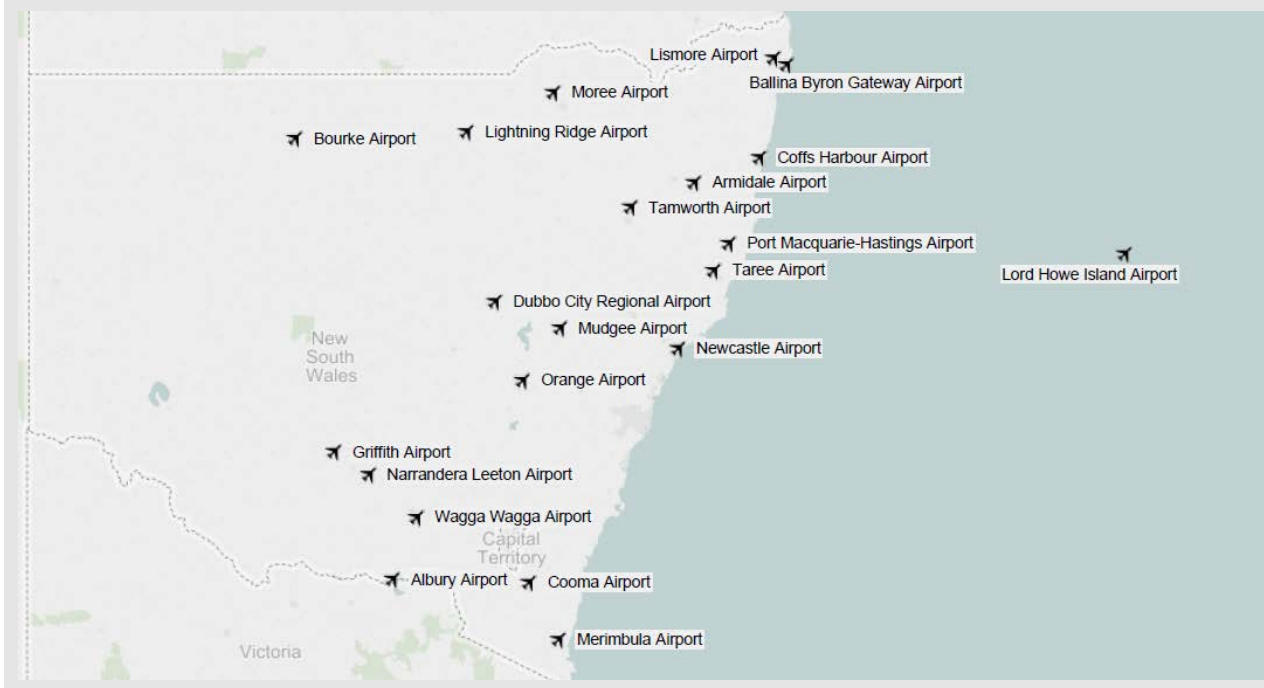 Lismore Airport
Ballina Byron Gateway Airport
Moree Airport
Lightning Ridge Airport
Bourke Airport
Coffs Harbour Airport
Armidale Airport
Tamworth Airport
Port Macquarie-Hastings Airport
Taree Airport
Lord Howe Island Airport
Dubbo City Regional Airport
Mudgee Airport
New
South
Wales
Newcastle Airport
Orange Airport
Griffith Airport
Narrandera Leeton Airport
Wagga Wagga Airport
Capital
Territory
Albury Airport
Cooma Airport
Merimbula Airport
Victoria